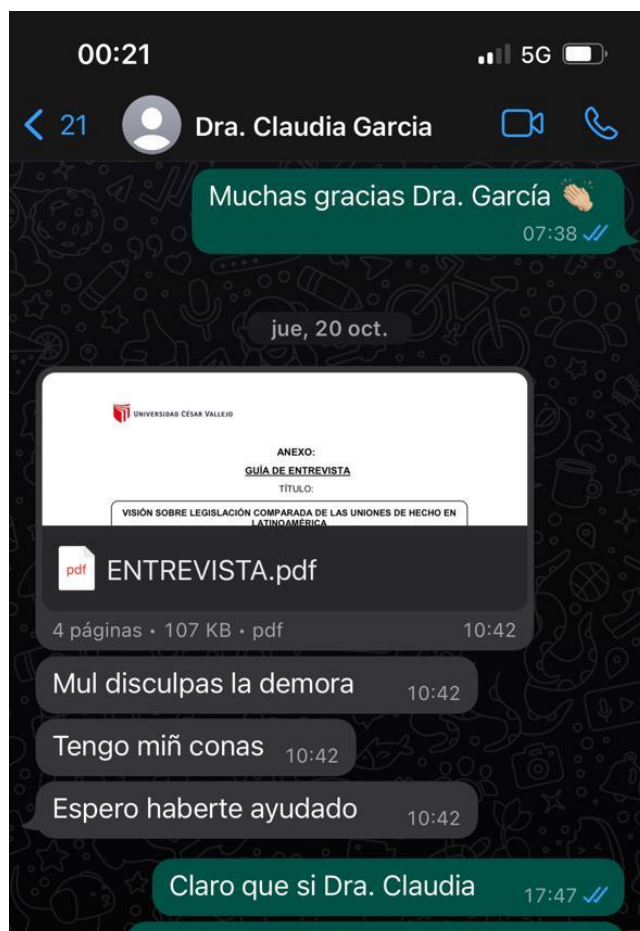 00:21
5G
21
Dra. Claudia Garcia
Muchas gracias Dra. García 👏🏼
07:38
jue, 20 oct.
UNIVERSIDAD CÉSAR VALLEJO
ANEXO:
GUÍA DE ENTREVISTA
TÍTULO:
VISIÓN SOBRE LEGISLACIÓN COMPARADA DE LAS UNIONES DE HECHO EN
LATINOAMÉRICA
pdf
ENTREVISTA.pdf
4 páginas • 107 KB • pdf
10:42
Mul disculpas la demora
10:42
Tengo miñ conas
10:42
Espero haberte ayudado
10:42
Claro que si Dra. Claudia
17:47